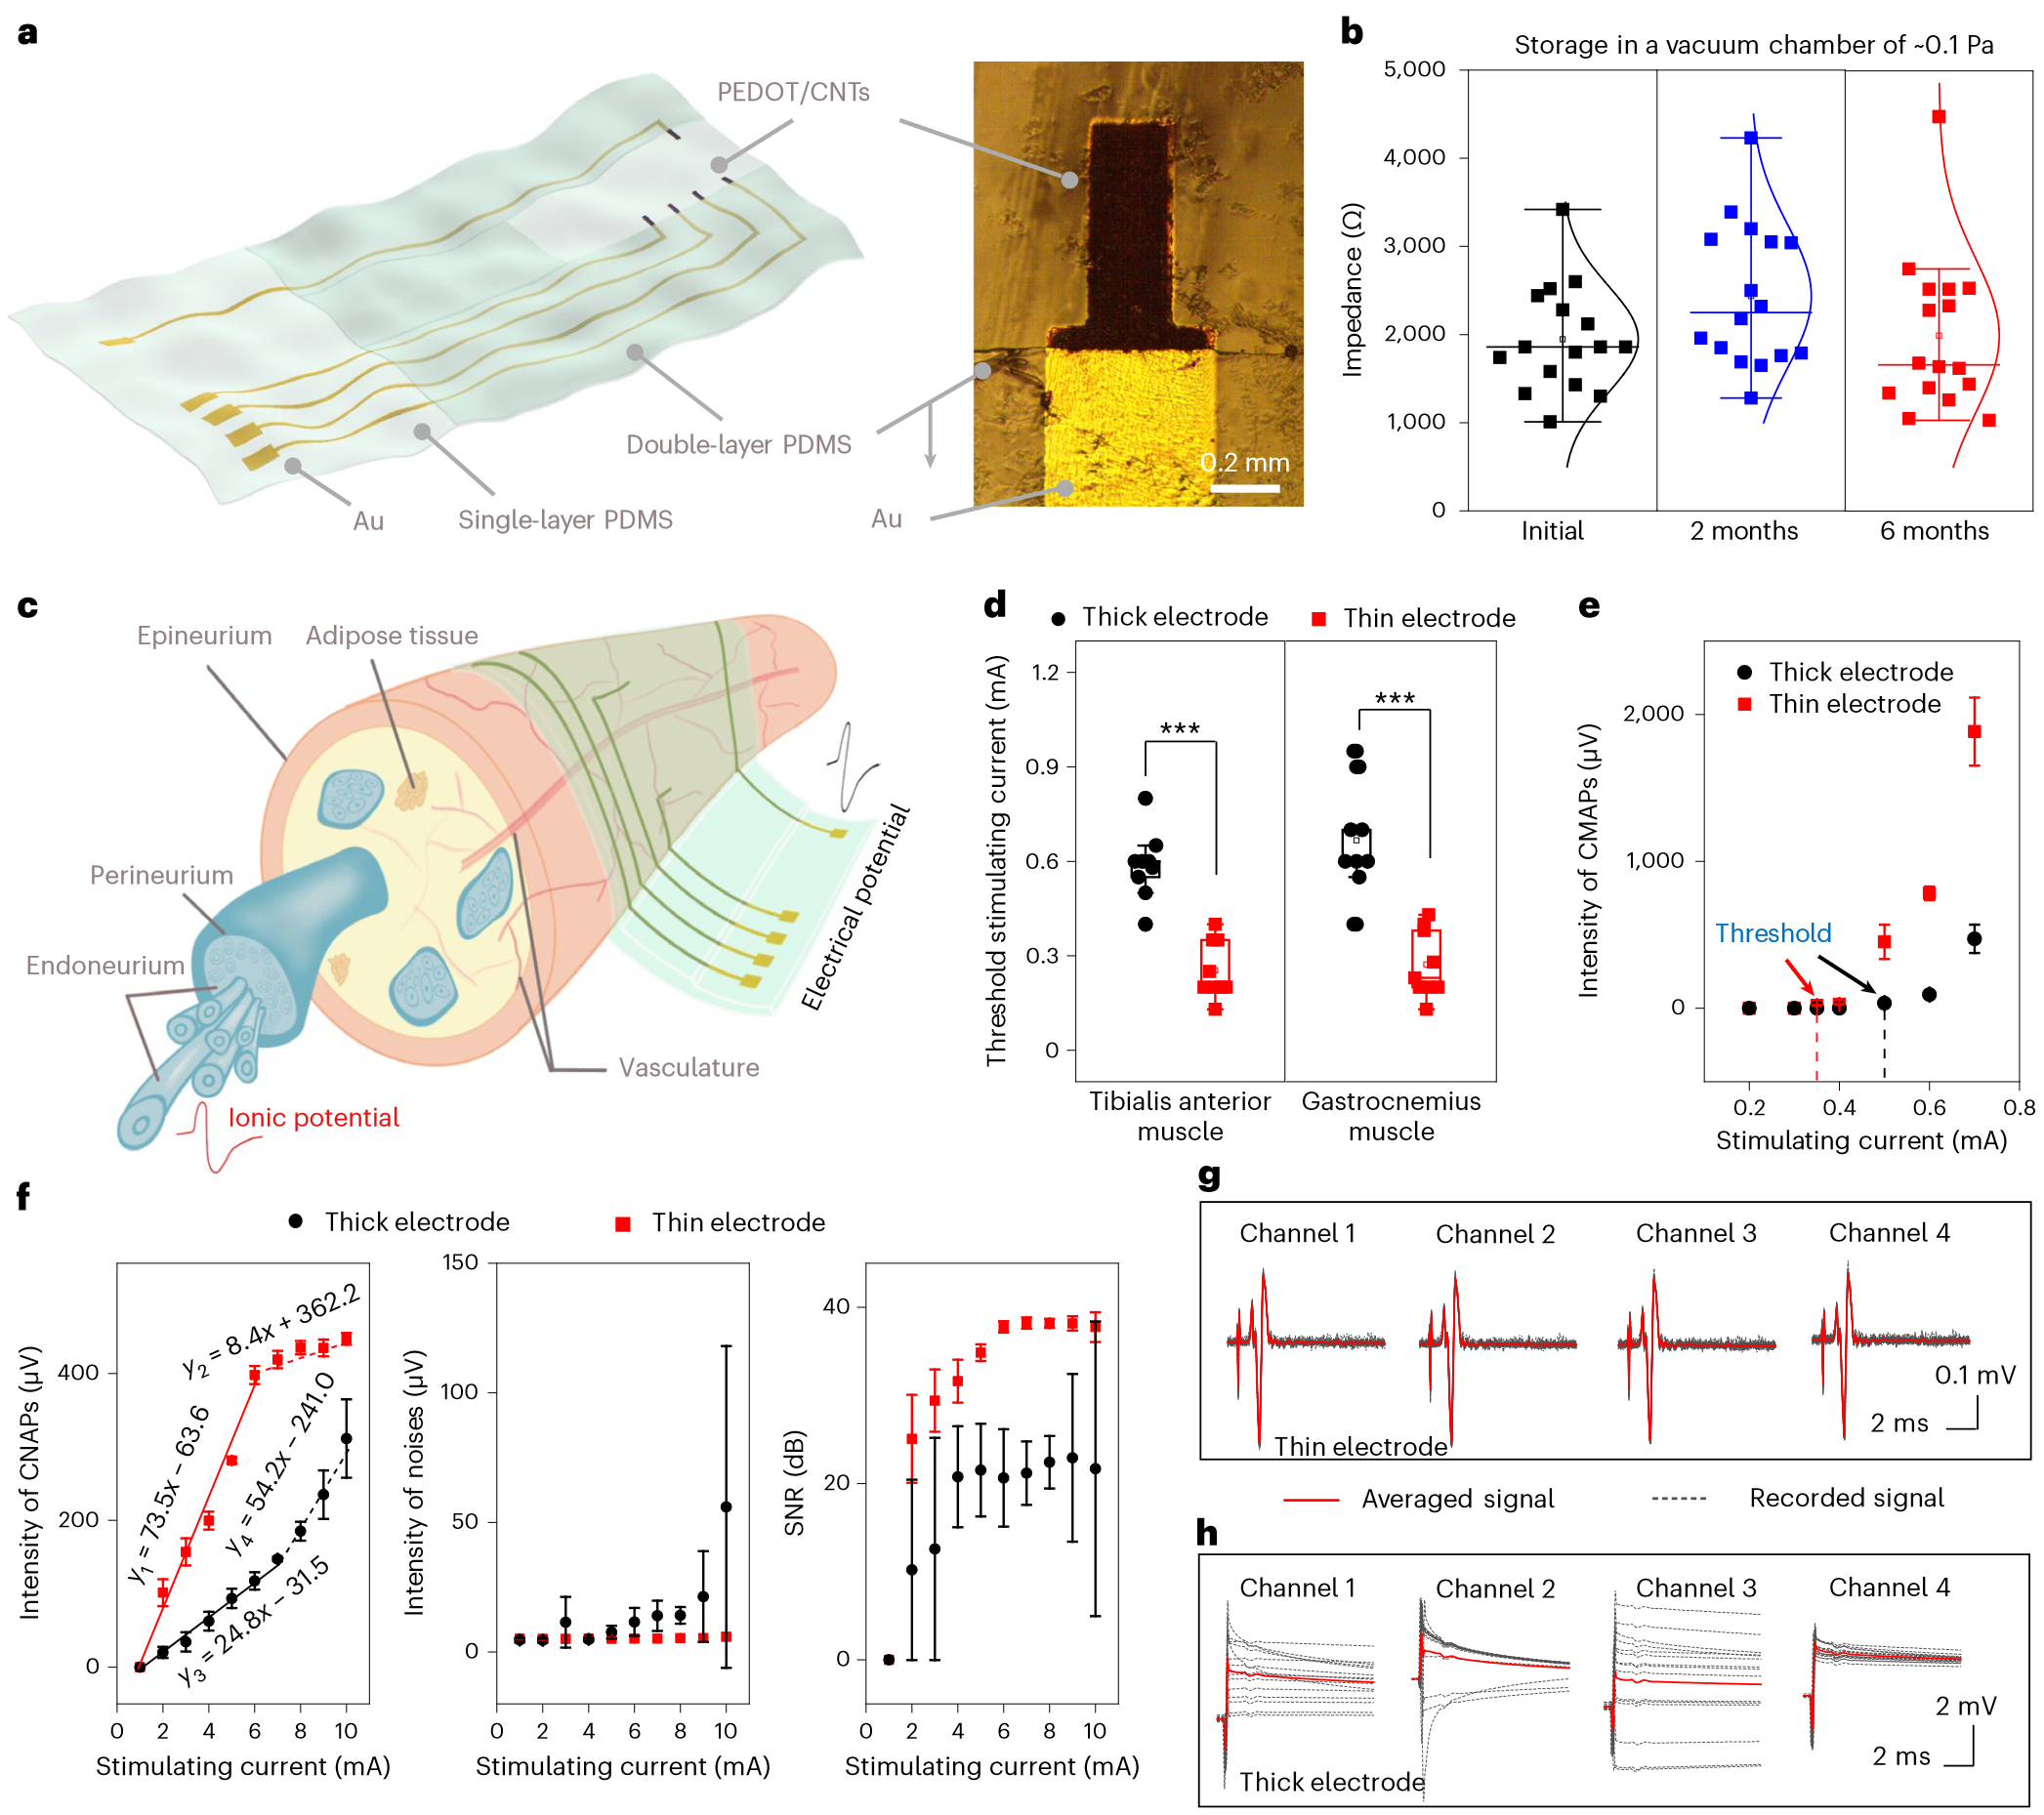 a
PEDOT/CNTs
Double-layer PDMS
0.2 mm
Au
Single-layer PDMS
Au
b
Storage in a vacuum chamber of ~0.1 Pa
Impedance (Ω)
5,000
4,000
3,000
2,000
1,000
0
Initial
2 months
6 months
c
Epineurium
Adipose tissue
Perineurium
Endoneurium
Vasculature
Ionic potential
Electrical potential
d
Thick electrode
Thin electrode
Threshold stimulating current (mA)
1.2
0.9
0.6
0.3
0
***
***
Tibialis anterior
muscle
Gastrocnemius
muscle
e
Thick electrode
Thin electrode
Intensity of CMAPs (µV)
2,000
1,000
0
Threshold
0.2
0.4
0.6
0.8
Stimulating current (mA)
f
Thick electrode
Thin electrode
Intensity of CNAPs (µV)
400
200
0
y1 = 73.5x − 63.6
y2 = 8.4x + 362.2
y4 = 54.2x − 241.0
y3 = 24.8x − 31.5
0 2 4 6 8 10
Stimulating current (mA)
Intensity of noises (µV)
150
100
50
0
0 2 4 6 8 10
Stimulating current (mA)
SNR (dB)
40
20
0
0 2 4 6 8 10
Stimulating current (mA)
g
Channel 1
Channel 2
Channel 3
Channel 4
0.1 mV
2 ms
Thin electrode
Averaged signal
Recorded signal
h
Channel 1
Channel 2
Channel 3
Channel 4
2 mV
2 ms
Thick electrode